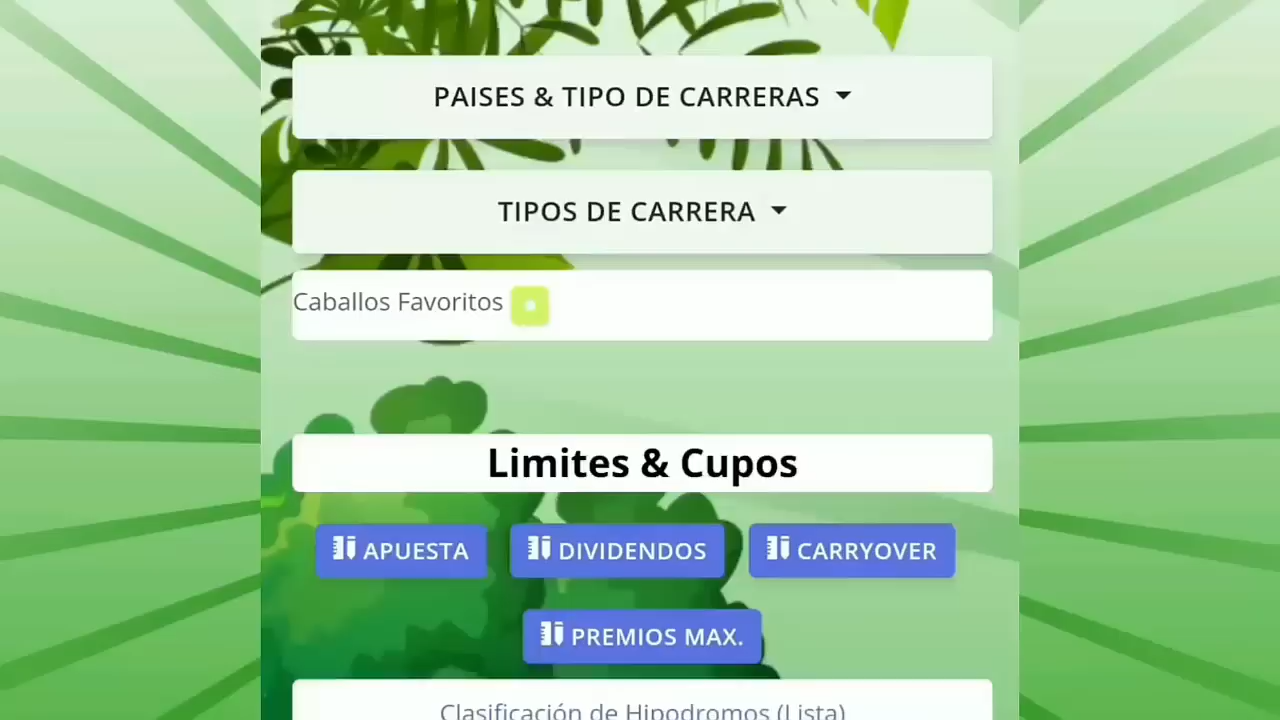 PAISES & TIPO DE CARRERAS
TIPOS DE CARRERA
Caballos Favoritos
Limites & Cupos
APUESTA
DIVIDENDOS
CARRYOVER
PREMIOS MAX.
Clasificación de Hipodromos (Lista)